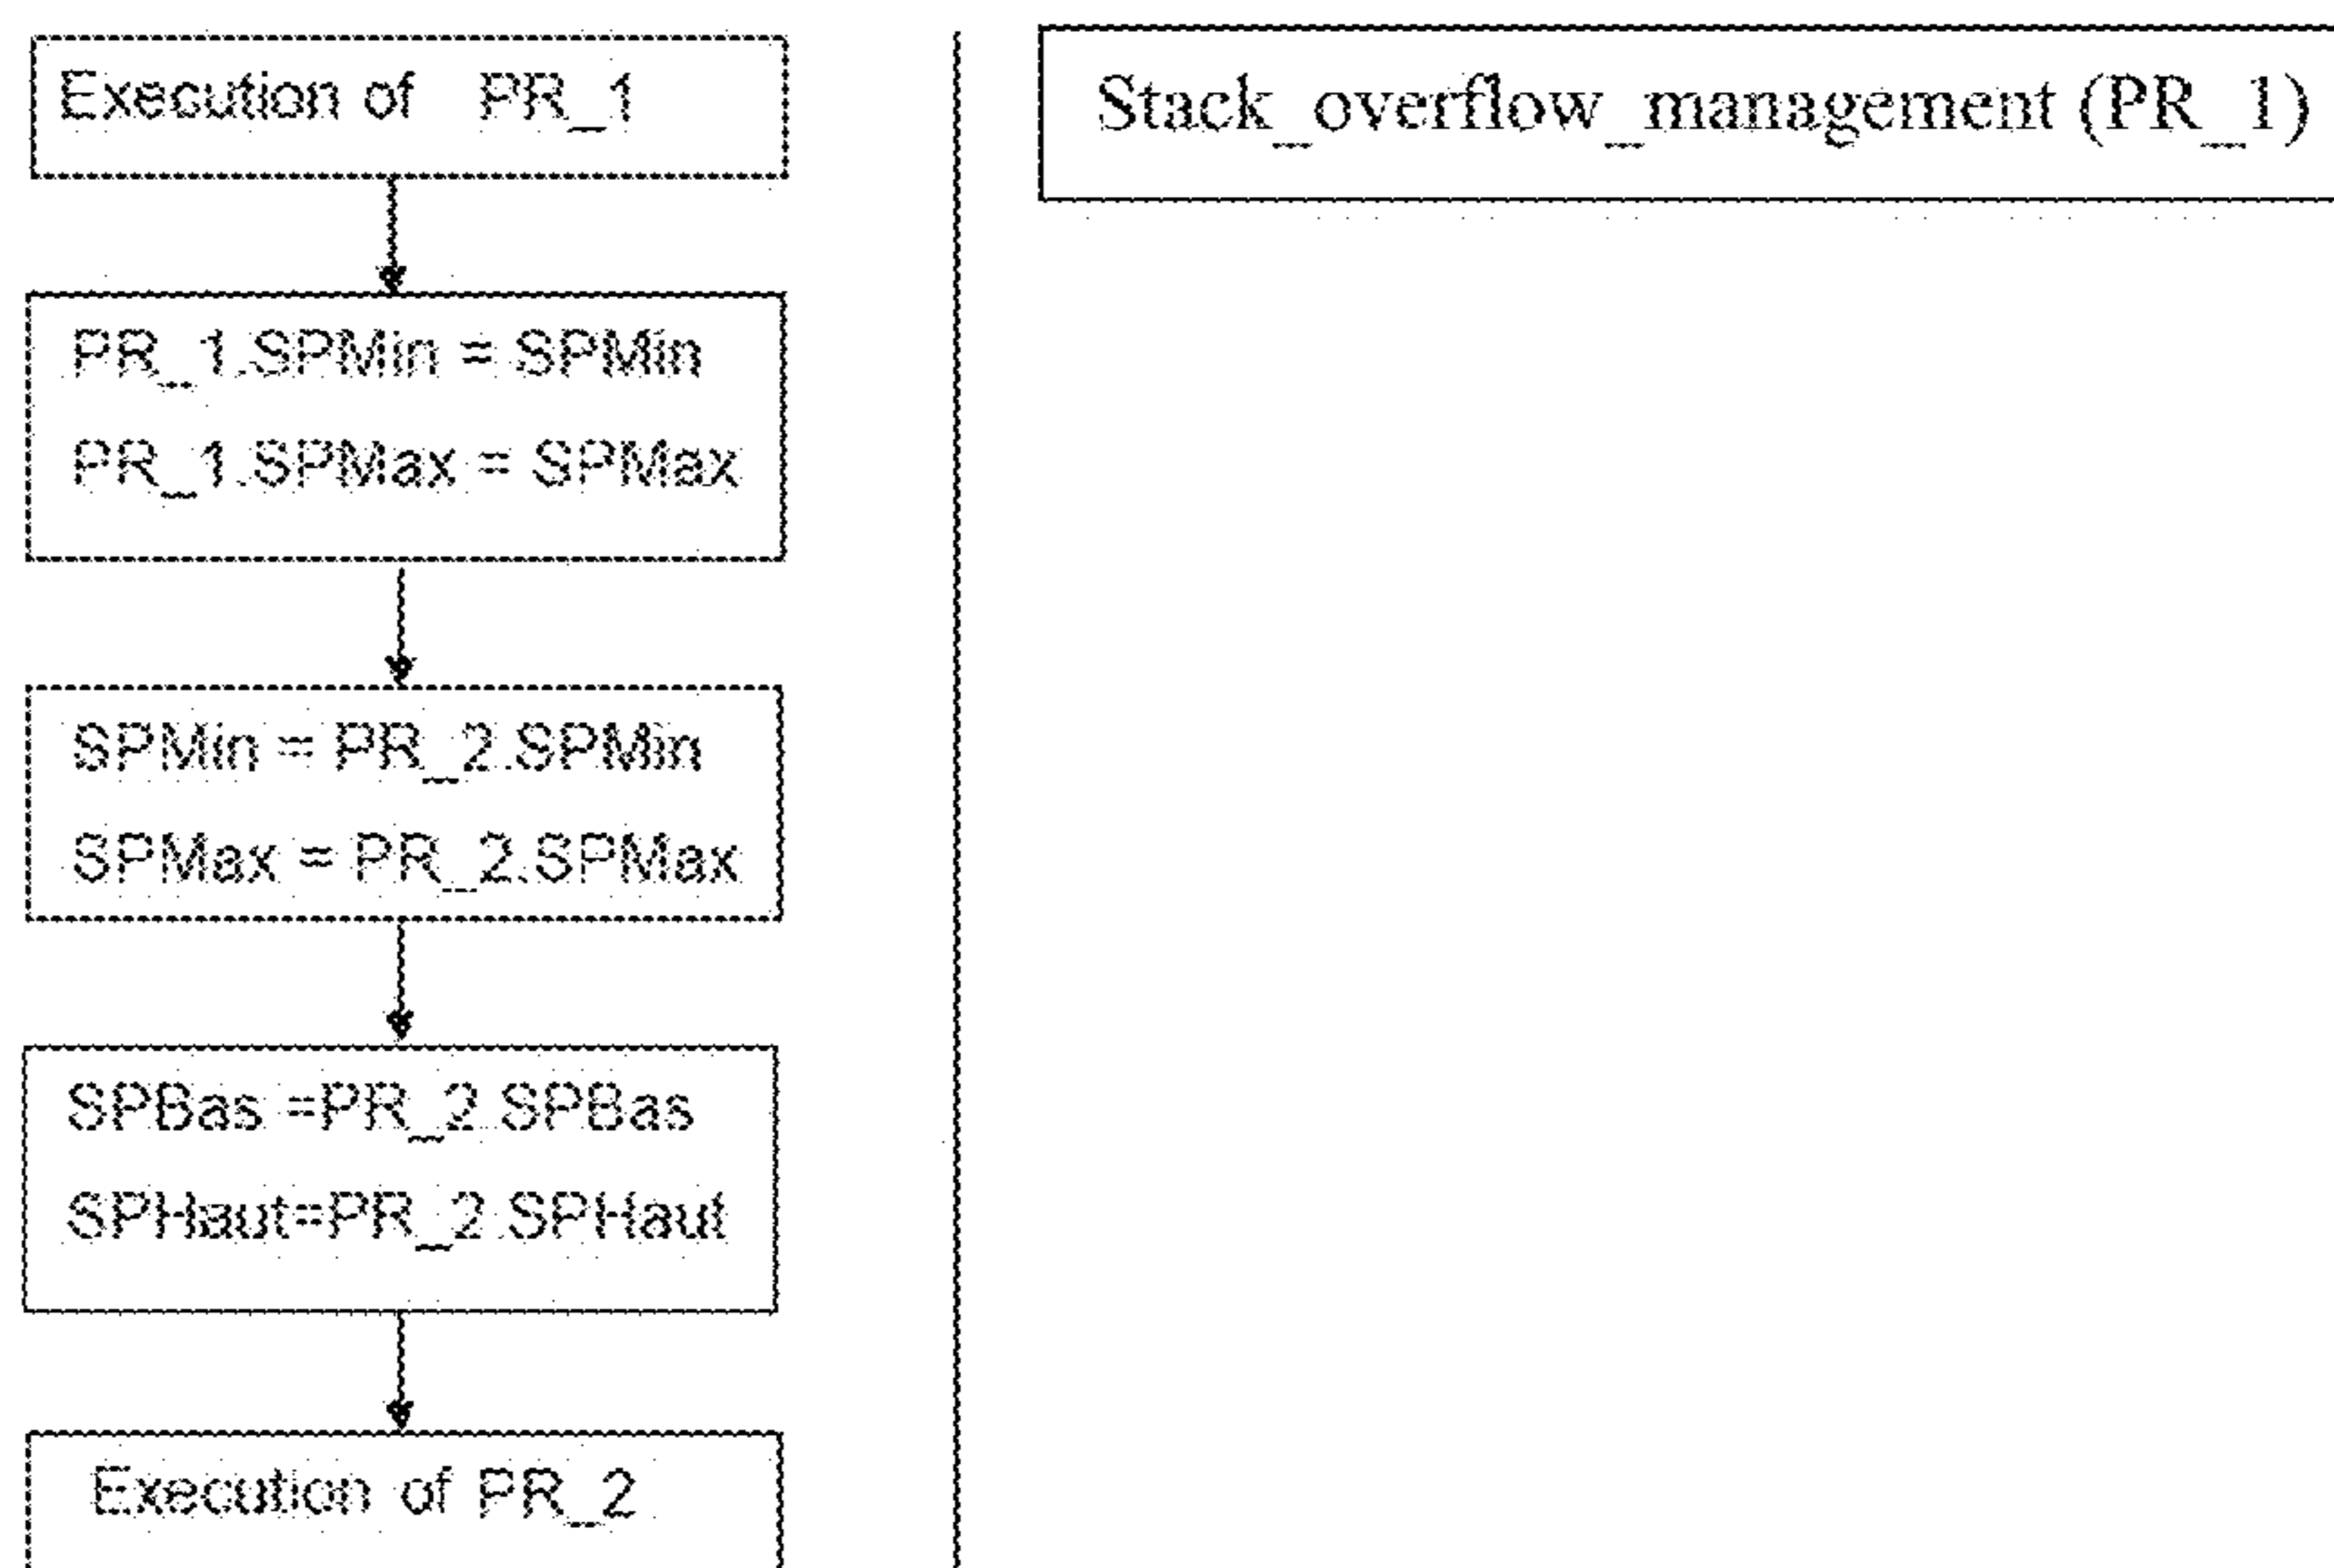 Execution of PR_1
PR_1.SPMin = SPMin
PR_1.SPMax = SPMax
SPMin = PR_2.SPMin
SPMax = PR_2.SPMax
SPBas =PR_2.SPBas
SPHaut=PR_2.SPHaut
Execution of PR_2
Stack_overflow_management (PR_1)